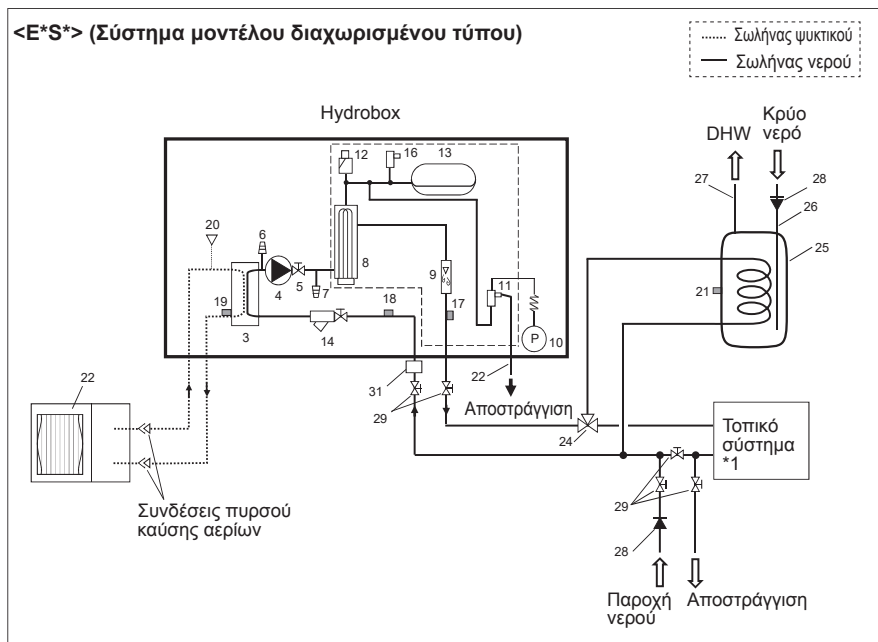 <E*S*> (Σύστημα μοντέλου διαχωρισμένου τύπου)
Σωλήνας ψυκτικού
Σωλήνας νερού
Hydrobox
DHW
Κρύο
νερό
12
16
13
27
28
26
25
20
6
4
5
7
8
9
11
21
19
3
14
18
17
P
10
22
31
29
22
Αποστράγγιση
24
Τοπικό
σύστημα
*1
Συνδέσεις πυρσού
καύσης αερίων
29
28
Παροχή
νερού
Αποστράγγιση